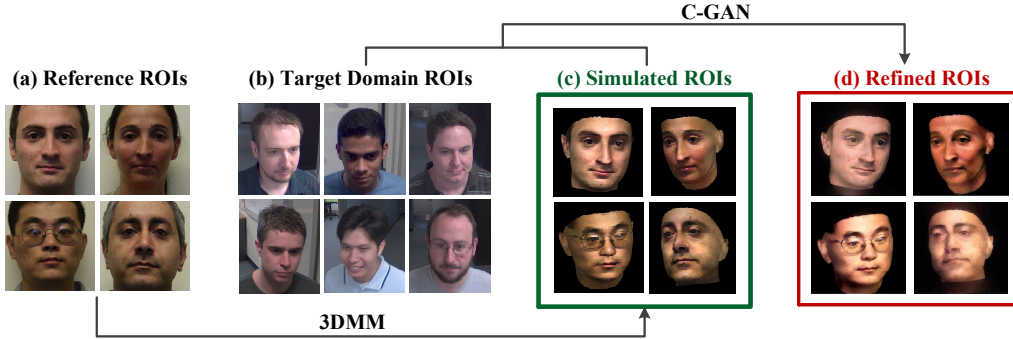 C-GAN
(a) Reference ROIs
(b) Target Domain ROIs
(c) Simulated ROIs
(d) Refined ROIs
3DMM